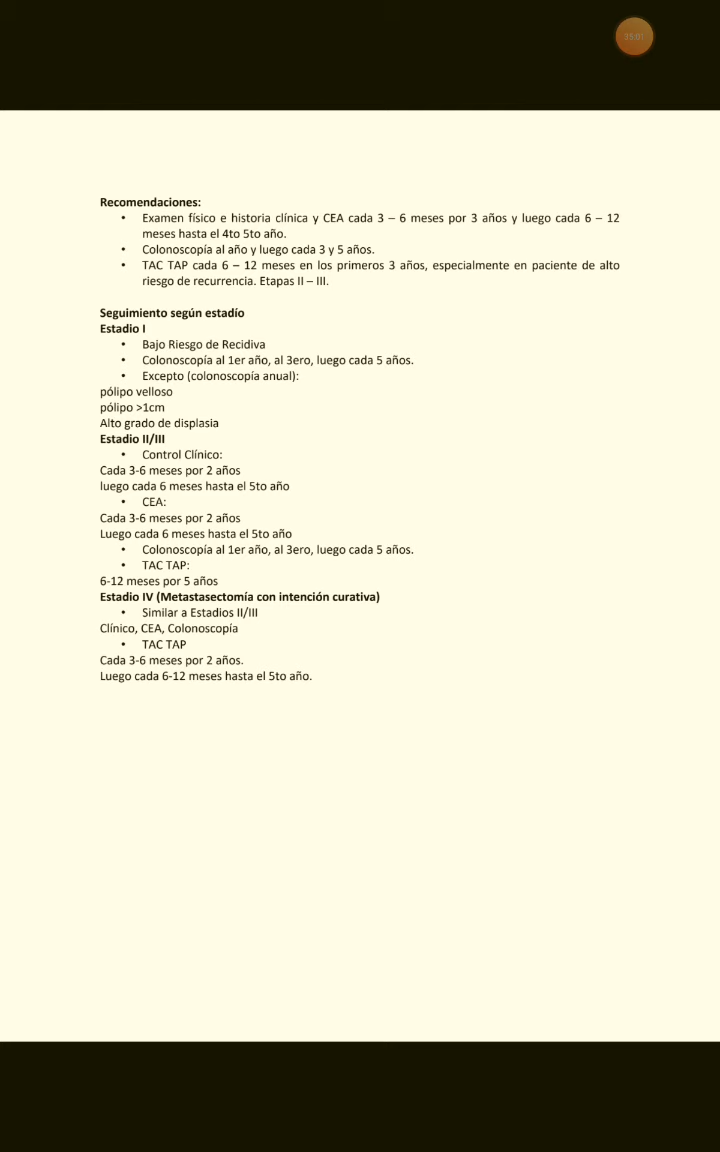 35:01
Recomendaciones:
• Examen físico e historia clínica y CEA cada 3 – 6 meses por 3 años y luego cada 6 – 12
meses hasta el 4to 5to año.
• Colonoscopía al año y luego cada 3 y 5 años.
• TAC TAP cada 6 – 12 meses en los primeros 3 años, especialmente en paciente de alto
riesgo de recurrencia. Etapas II – III.
Seguimiento según estadío
Estadio I
• Bajo Riesgo de Recidiva
• Colonoscopía al 1er año, al 3ero, luego cada 5 años.
• Excepto (colonoscopía anual):
pólipo velloso
pólipo >1cm
Alto grado de displasia
Estadio II/III
• Control Clínico:
Cada 3-6 meses por 2 años
luego cada 6 meses hasta el 5to año
• CEA:
Cada 3-6 meses por 2 años
Luego cada 6 meses hasta el 5to año
• Colonoscopía al 1er año, al 3ero, luego cada 5 años.
• TAC TAP:
6-12 meses por 5 años
Estadio IV (Metastasectomía con intención curativa)
• Similar a Estadios II/III
Clínico, CEA, Colonoscopía
• TAC TAP
Cada 3-6 meses por 2 años.
Luego cada 6-12 meses hasta el 5to año.